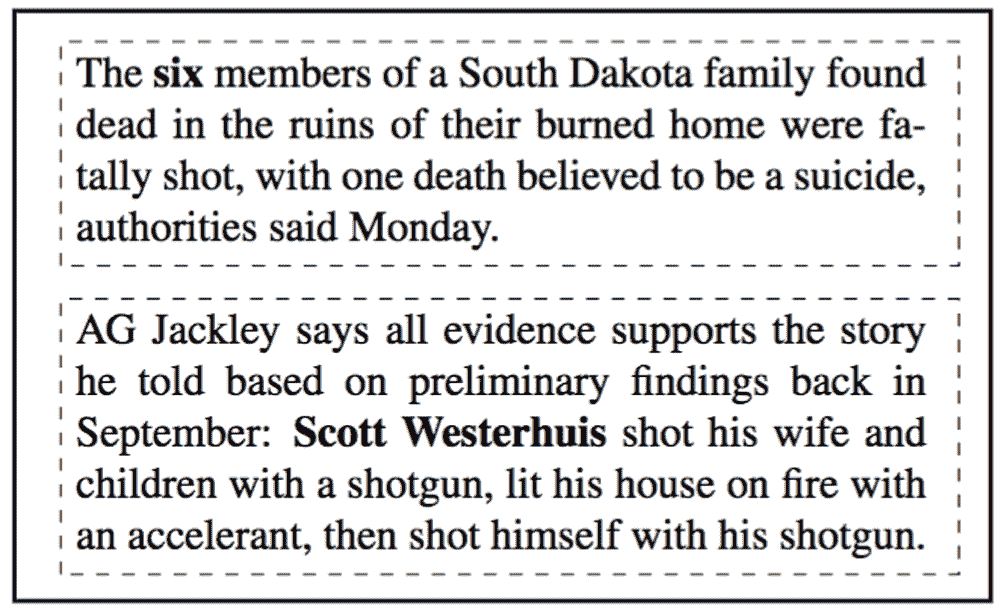 The six members of a South Dakota family found
dead in the ruins of their burned home were fa-
tally shot, with one death believed to be a suicide,
authorities said Monday.
AG Jackley says all evidence supports the story
he told based on preliminary findings back in
September: Scott Westerhuis shot his wife and
children with a shotgun, lit his house on fire with
an accelerant, then shot himself with his shotgun.